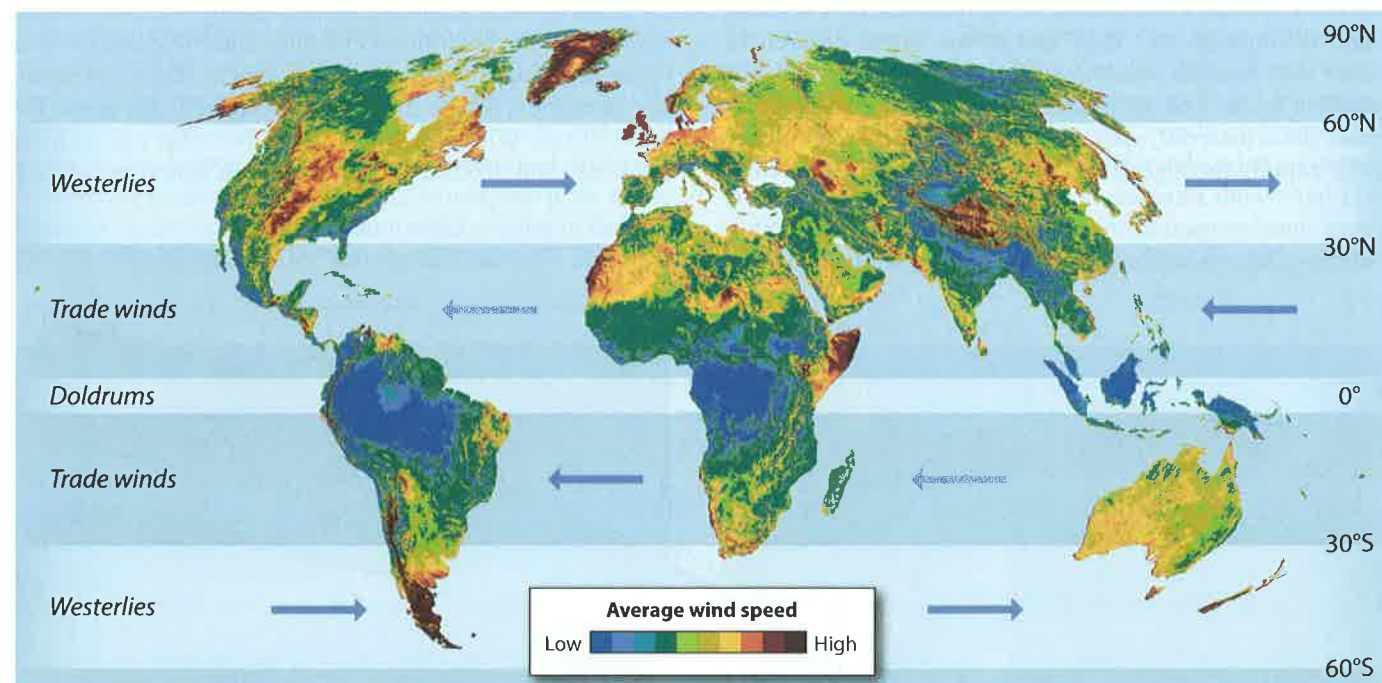 90°N
60°N
Westerlies
30°N
Trade winds
Doldrums
0°
Trade winds
30°S
Westerlies
Average wind speed
Low High
60°S